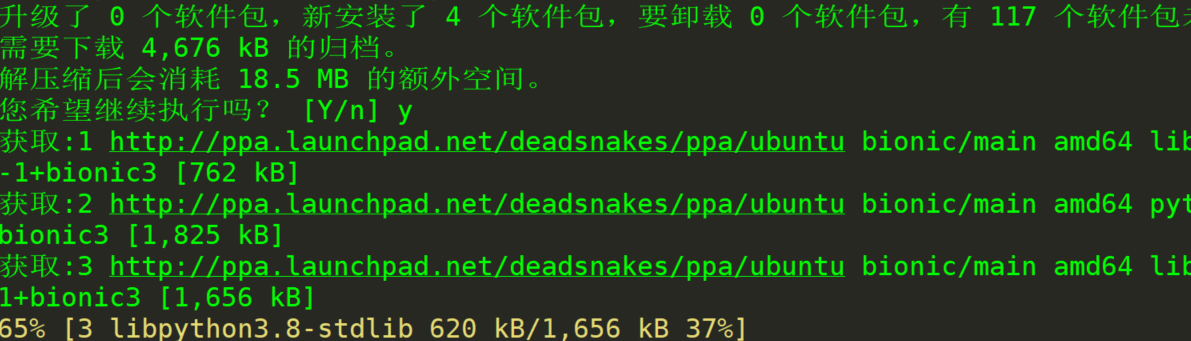 升级了 0 个软件包，新安装了 4 个软件包，要卸载 0 个软件包，有 117 个软件包
需要下载 4,676 kB 的归档。
解压缩后会消耗 18.5 MB 的额外空间。
您希望继续执行吗？ [Y/n] y
获取:1 http://ppa.launchpad.net/deadsnakes/ppa/ubuntu bionic/main amd64 lib
-1+bionic3 [762 kB]
获取:2 http://ppa.launchpad.net/deadsnakes/ppa/ubuntu bionic/main amd64 pyt
bionic3 [1,825 kB]
获取:3 http://ppa.launchpad.net/deadsnakes/ppa/ubuntu bionic/main amd64 lib
1+bionic3 [1,656 kB]
65% [3 libpython3.8-stdlib 620 kB/1,656 kB 37%]